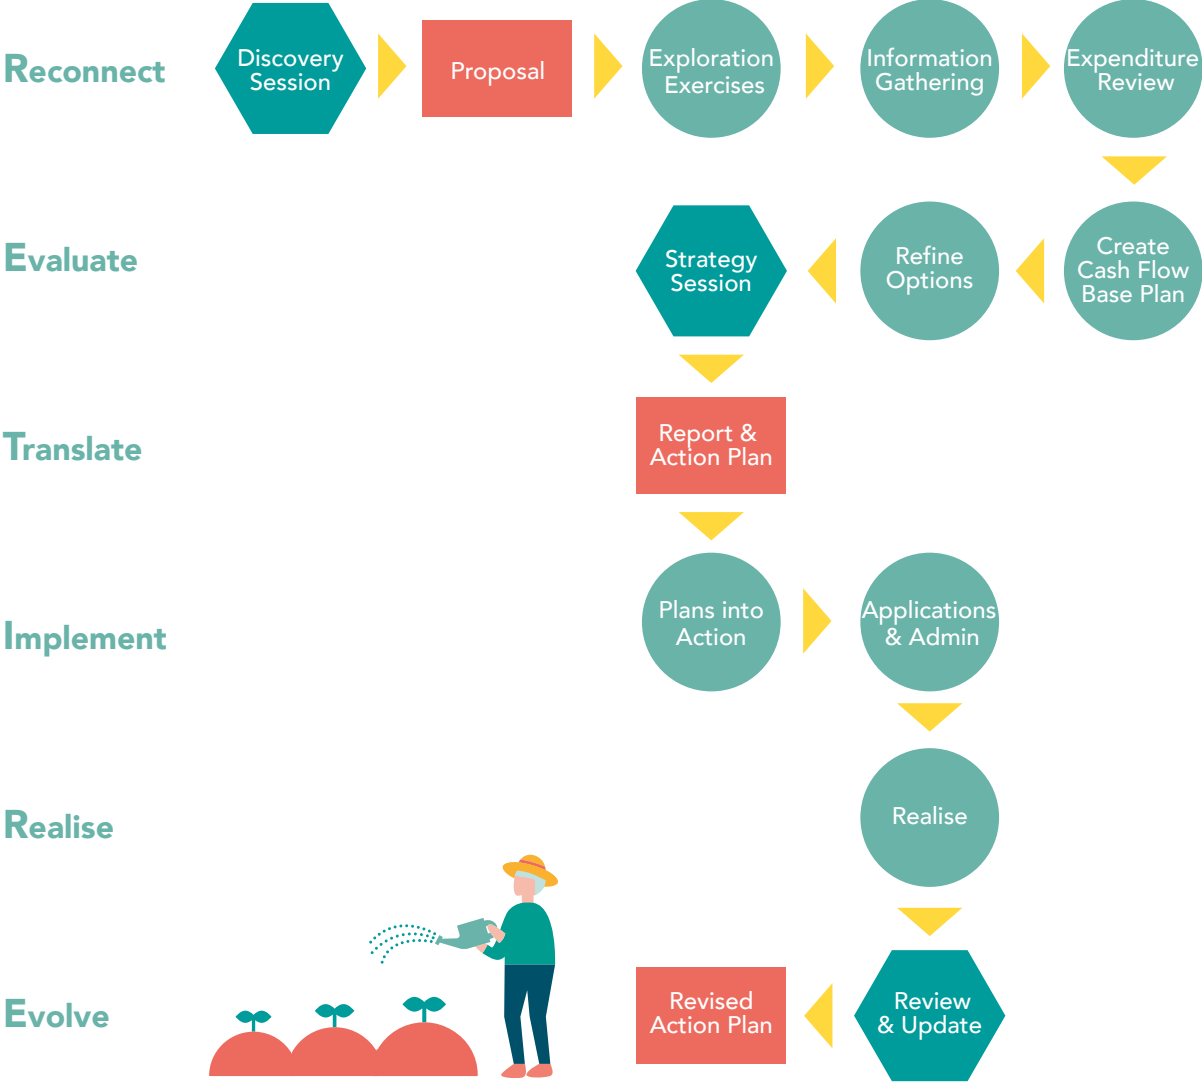 Reconnect
Discovery
Session
Proposal
Exploration
Exercises
Information
Gathering
Expenditure
Review
Evaluate
Strategy
Session
Refine
Options
Create
Cash Flow
Base Plan
Translate
Report &
Action Plan
Implement
Plans into
Action
Applications
& Admin
Realise
Realise
Evolve
Revised
Action Plan
Review
& Update